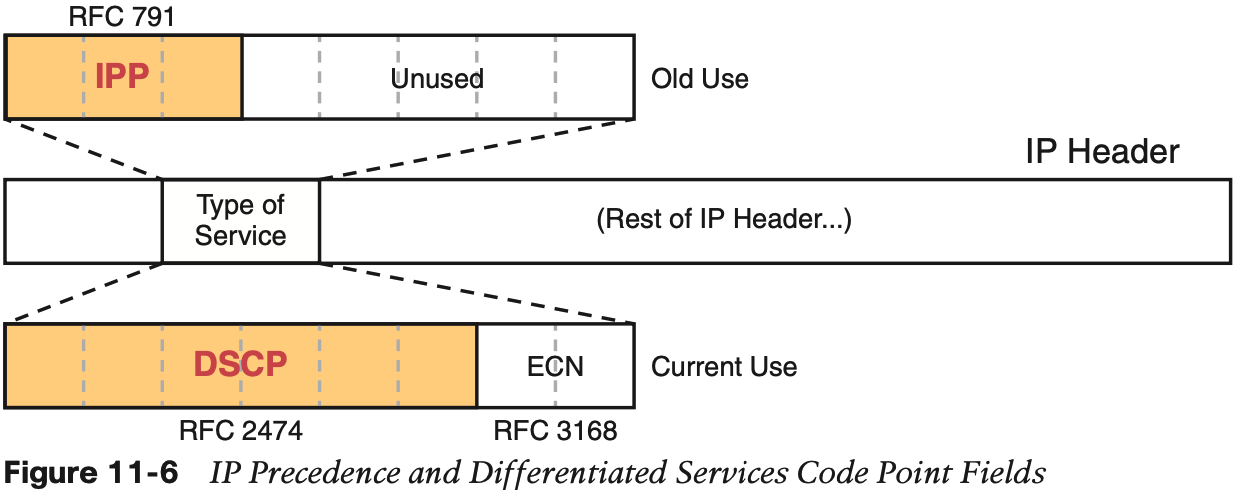 RFC 791
IPP
Unused
Old Use
IP Header
Type of
Service
(Rest of IP Header...)
DSCP
ECN
Current Use
RFC 2474
RFC 3168
Figure 11-6 IP Precedence and Differentiated Services Code Point Fields